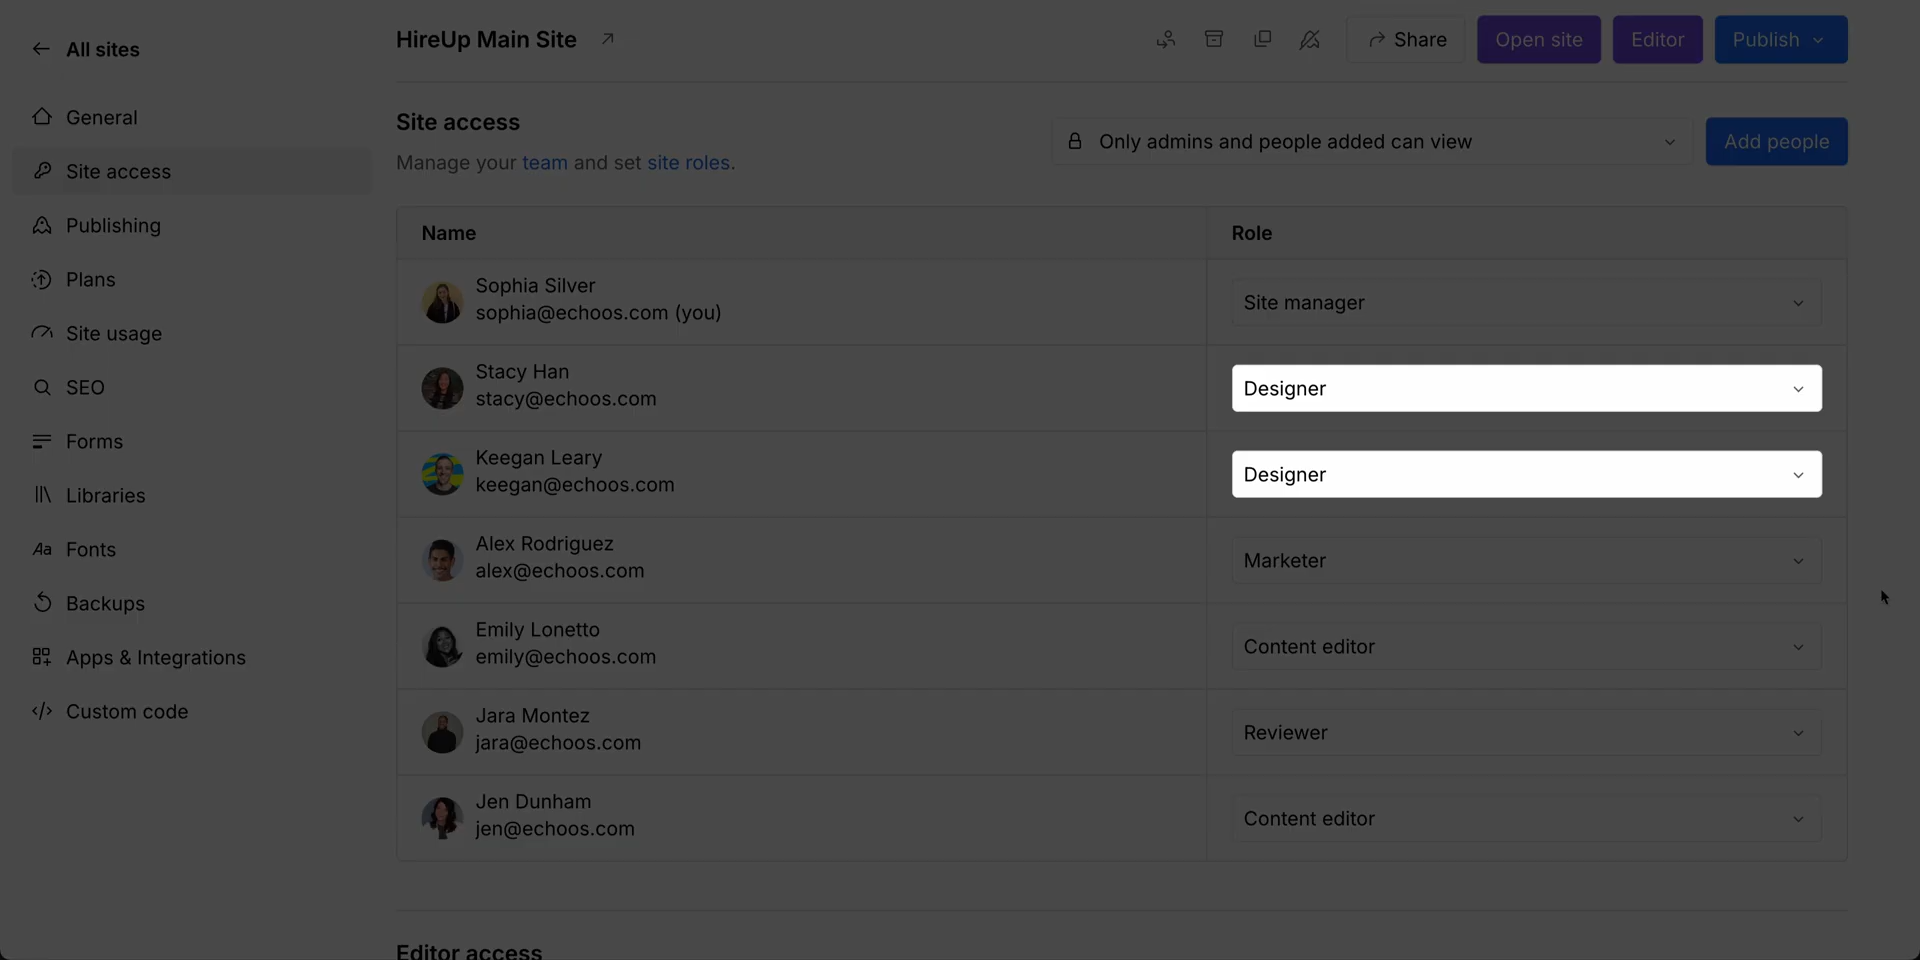 All sites
General
Site access
Publishing
Plans
Site usage
SEO
Forms
Libraries
Aa Fonts
Backups
Apps & Integrations
Custom code
HireUp Main Site
Share
Open site
Editor
Publish
Site access
Manage your team and set site roles.
Only admins and people added can view
Add people
Name
Role
Sophia Silver
sophia@echoos.com (you)
Site manager
Stacy Han
stacy@echoos.com
Designer
Keegan Leary
keegan@echoos.com
Designer
Alex Rodriguez
alex@echoos.com
Marketer
Emily Lonetto
emily@echoos.com
Content editor
Jara Montez
jara@echoos.com
Reviewer
Jen Dunham
jen@echoos.com
Content editor
Editor access